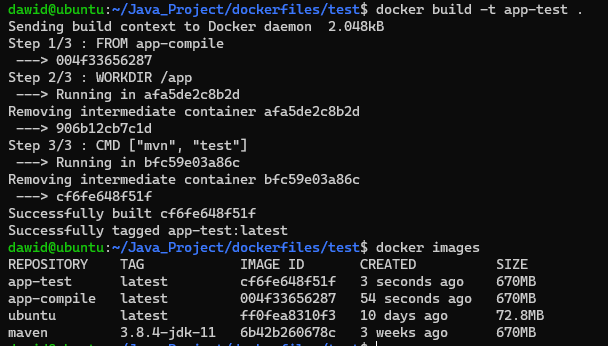 dawid@ubuntu:~/Java_Project/dockerfiles/test$ docker build -t app-test .
Sending build context to Docker daemon  2.048kB
Step 1/3 : FROM app-compile
 ---> 004f33656287
Step 2/3 : WORKDIR /app
 ---> Running in afa5de2c8b2d
Removing intermediate container afa5de2c8b2d
 ---> 906b12cb7c1d
Step 3/3 : CMD ["mvn", "test"]
 ---> Running in bfc59e03a86c
Removing intermediate container bfc59e03a86c
 ---> cf6fe648f51f
Successfully built cf6fe648f51f
Successfully tagged app-test:latest
dawid@ubuntu:~/Java_Project/dockerfiles/test$ docker images
REPOSITORY    TAG            IMAGE ID       CREATED          SIZE
app-test      latest         cf6fe648f51f   3 seconds ago    670MB
app-compile   latest         004f33656287   54 seconds ago   670MB
ubuntu        latest         ff0fea8310f3   10 days ago      72.8MB
maven         3.8.4-jdk-11   6b42b260678c   3 weeks ago      670MB